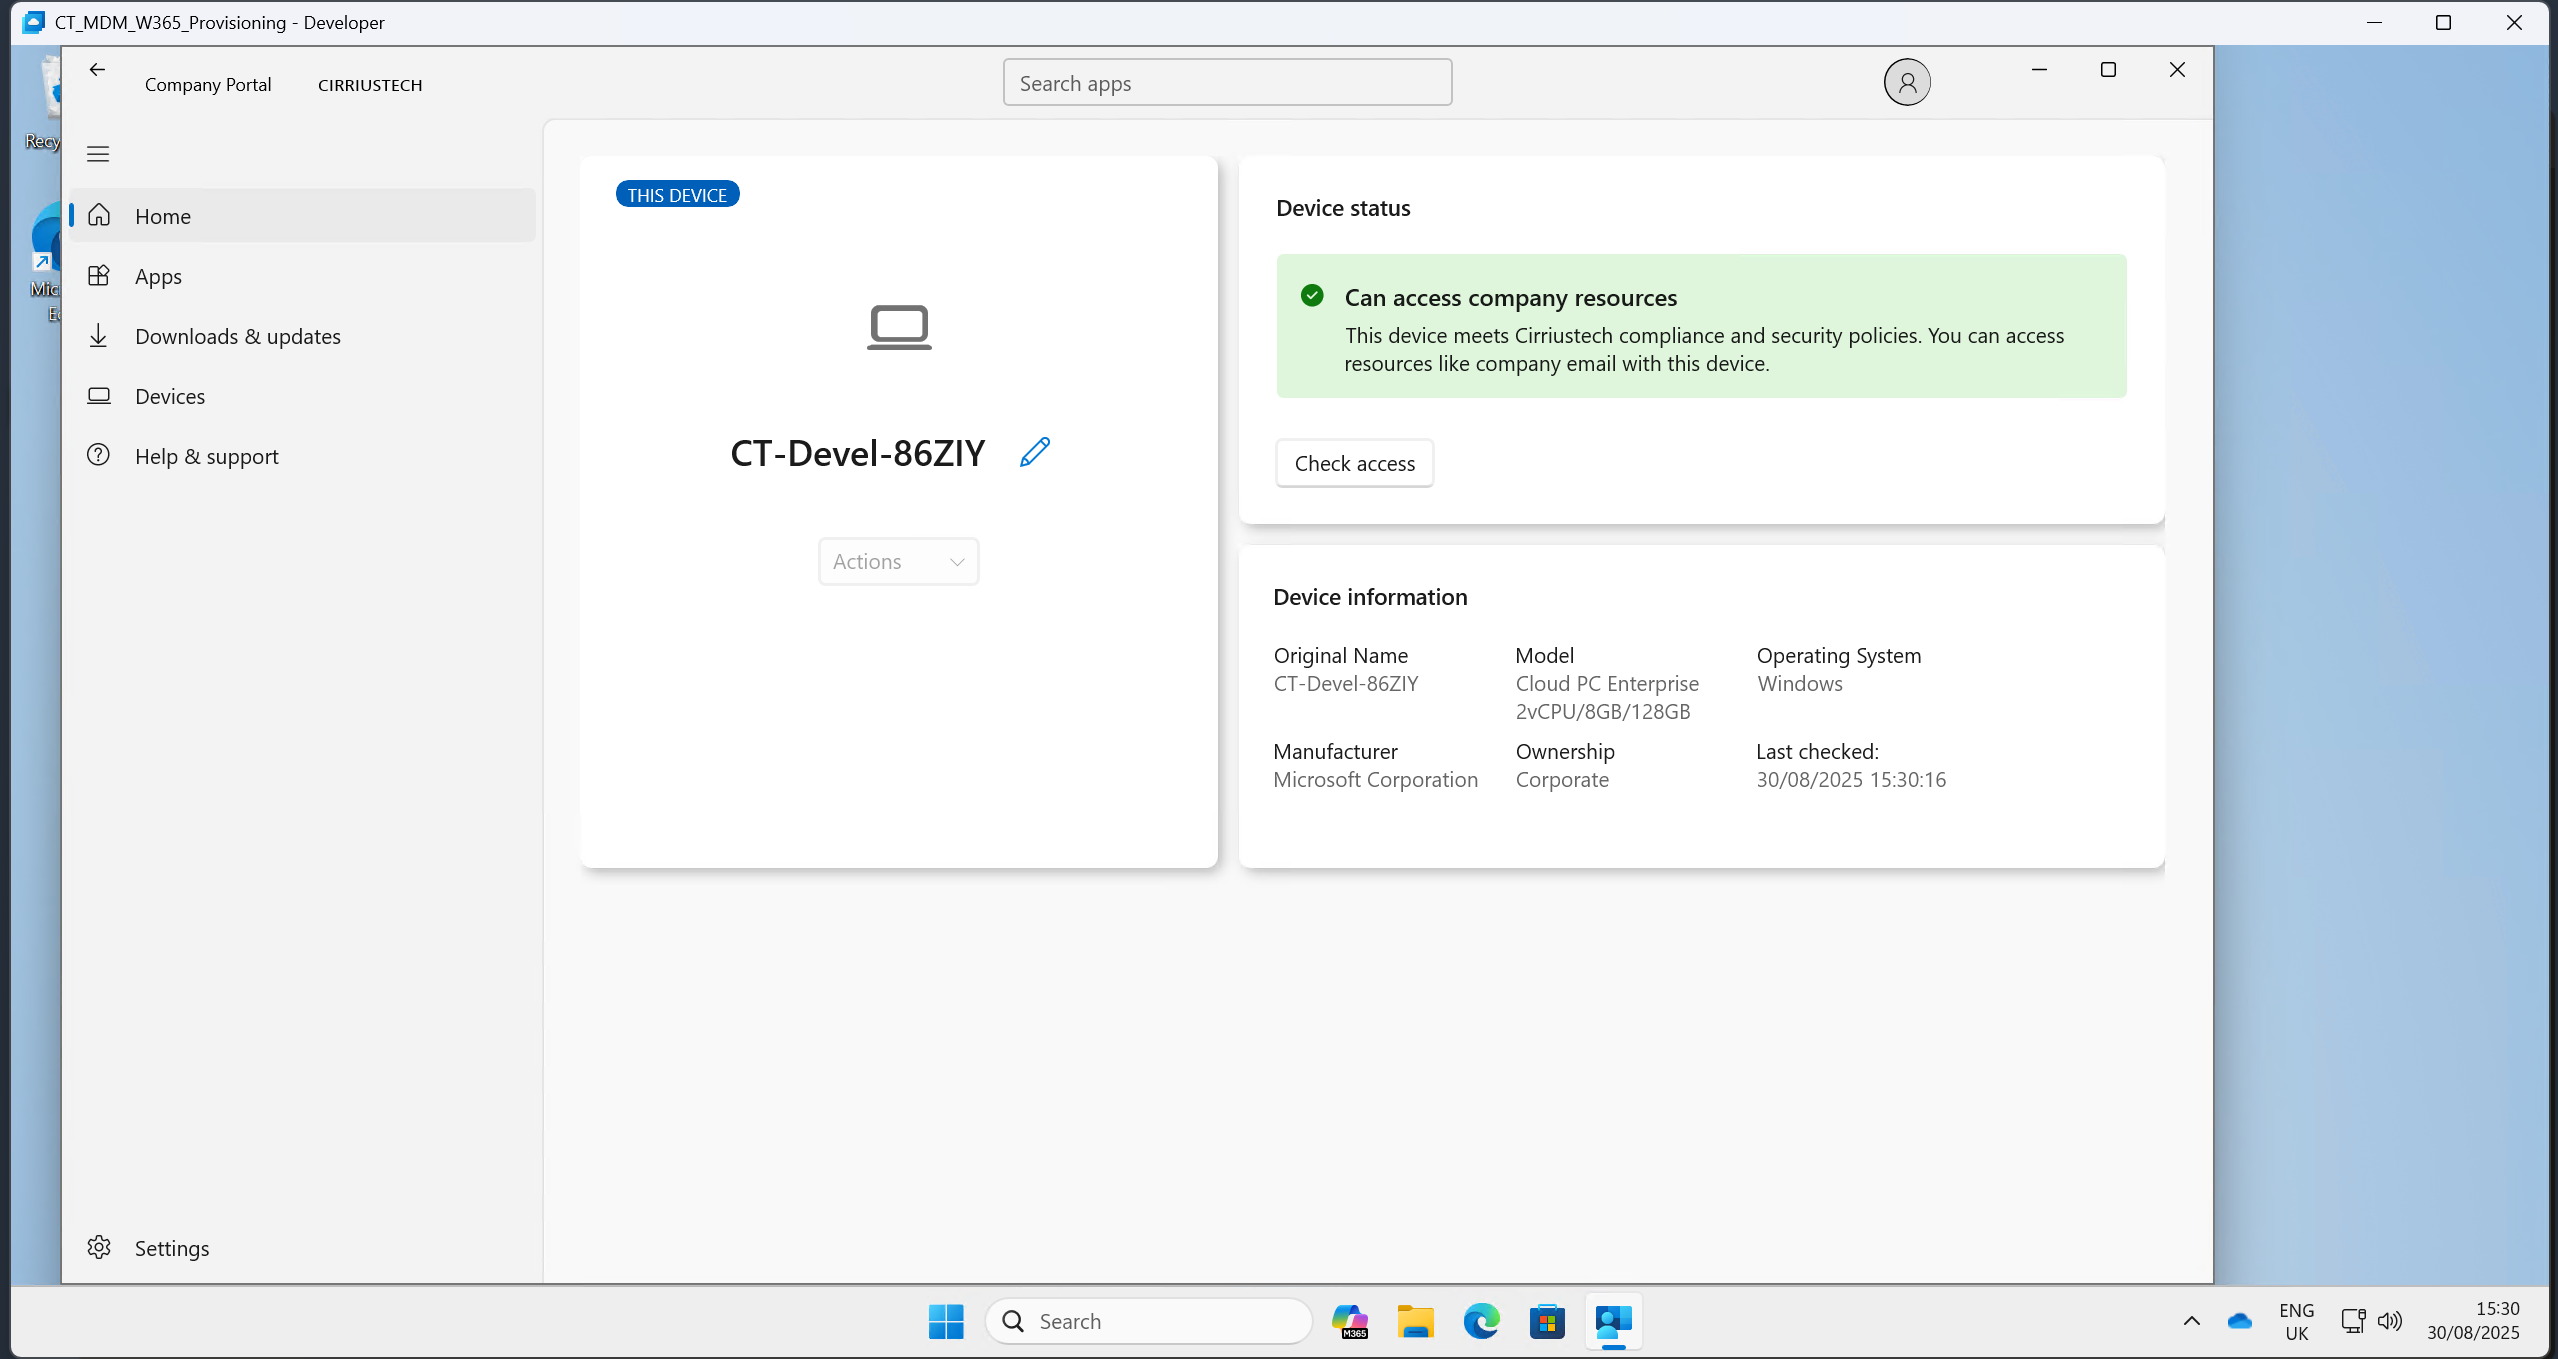 CT_MDM_W365_Provisioning - Developer
Company Portal
CIRRIUSTECH
Search apps
Home
Apps
Downloads & updates
Devices
Help & support
Settings
THIS DEVICE
CT-Devel-86ZIY
Actions
Device status
Can access company resources
This device meets Cirriustech compliance and security policies. You can access
resources like company email with this device.
Check access
Device information
Original Name
CT-Devel-86ZIY
Model
Cloud PC Enterprise
2vCPU/8GB/128GB
Operating System
Windows
Manufacturer
Microsoft Corporation
Ownership
Corporate
Last checked:
30/08/2025 15:30:16
Search
M365
ENG
UK
15:30
30/08/2025